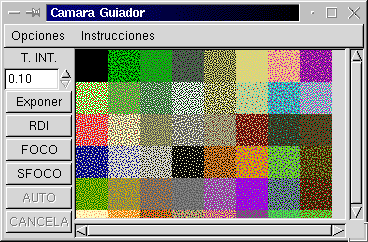 Camara Guiador
Opciones Instrucciones
T. INT.
0.10
Exponer
RDI
FOCO
SFOCO
AUTO
CANCELA